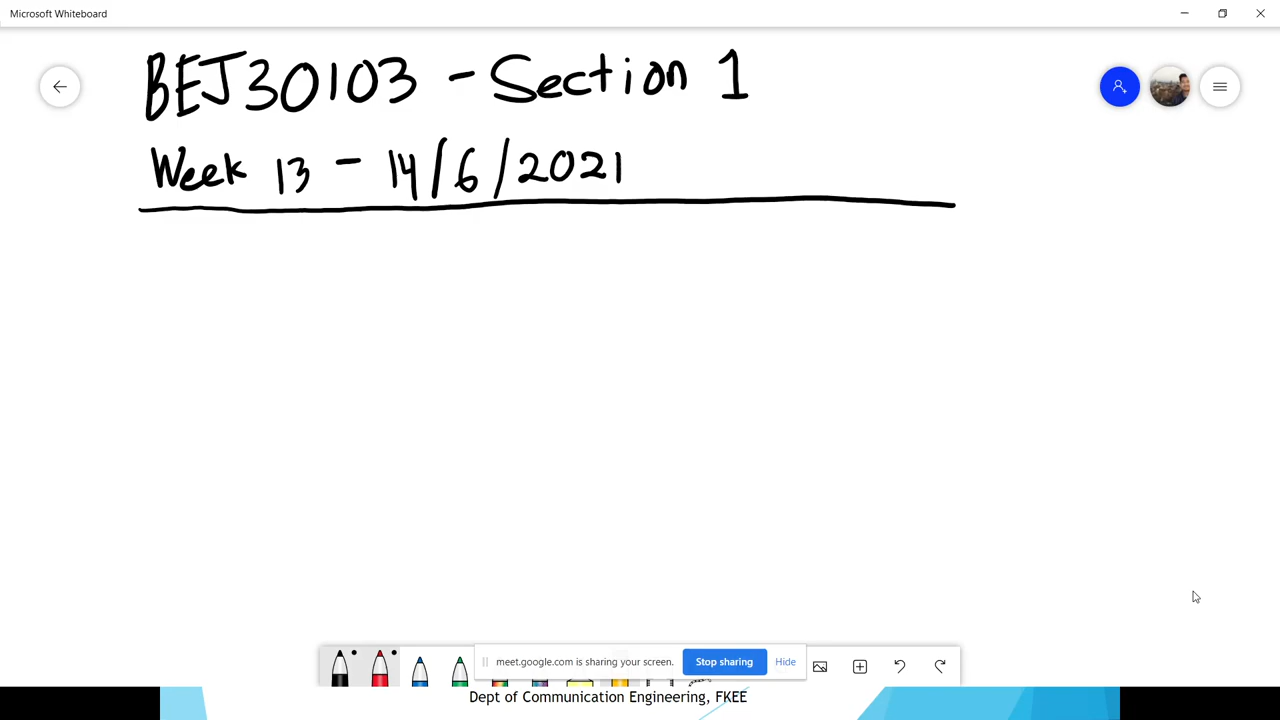 Microsoft Whiteboard
BEJ30103 - Section 1
Week 13 - 14/6/2021
meet.google.com is sharing your screen.
Stop sharing
Hide
Dept of Communication Engineering, FKEE